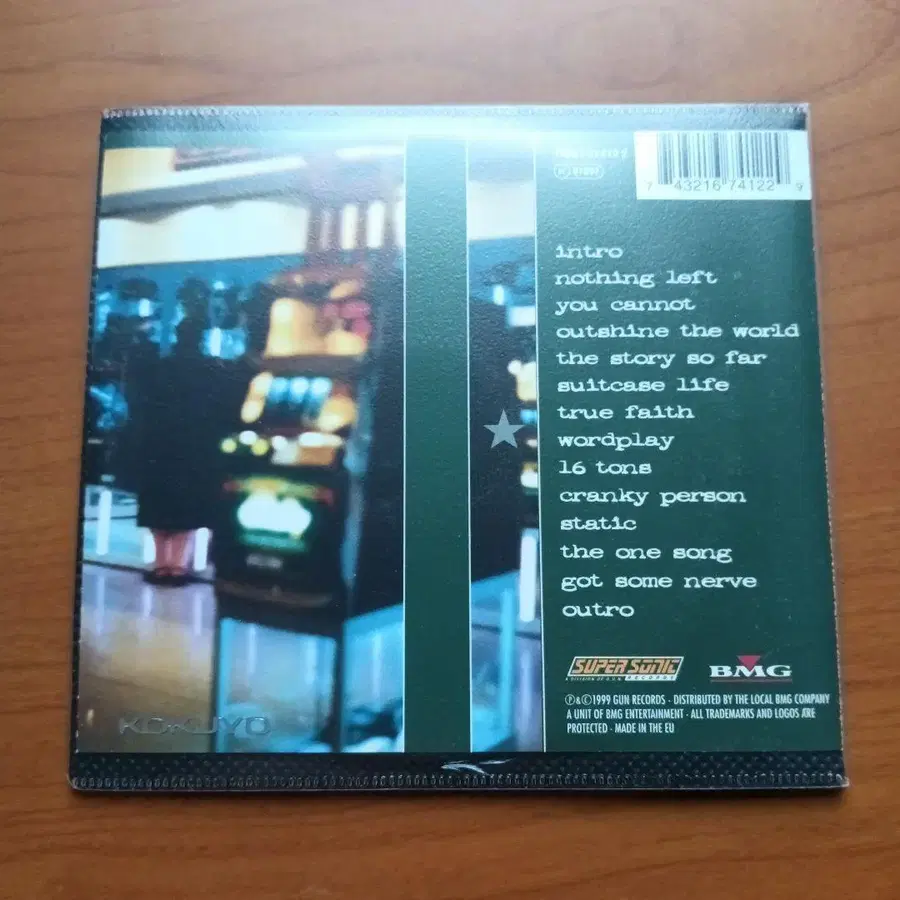 7 43216 74122 9
intro
nothing left
you cannot
outshine the world
the story so far
suitcase life
true faith
wordplay
16 tons
cranky person
static
the one song
got some nerve
outro
SUPER SONIC
A DIVISION OF G.U.N. RECORDS
BMG
℗&©1999 GUN RECORDS · DISTRIBUTED BY THE LOCAL BMG COMPANY
A UNIT OF BMG ENTERTAINMENT · ALL TRADEMARKS AND LOGOS ARE
PROTECTED · MADE IN THE EU
KOKUYO